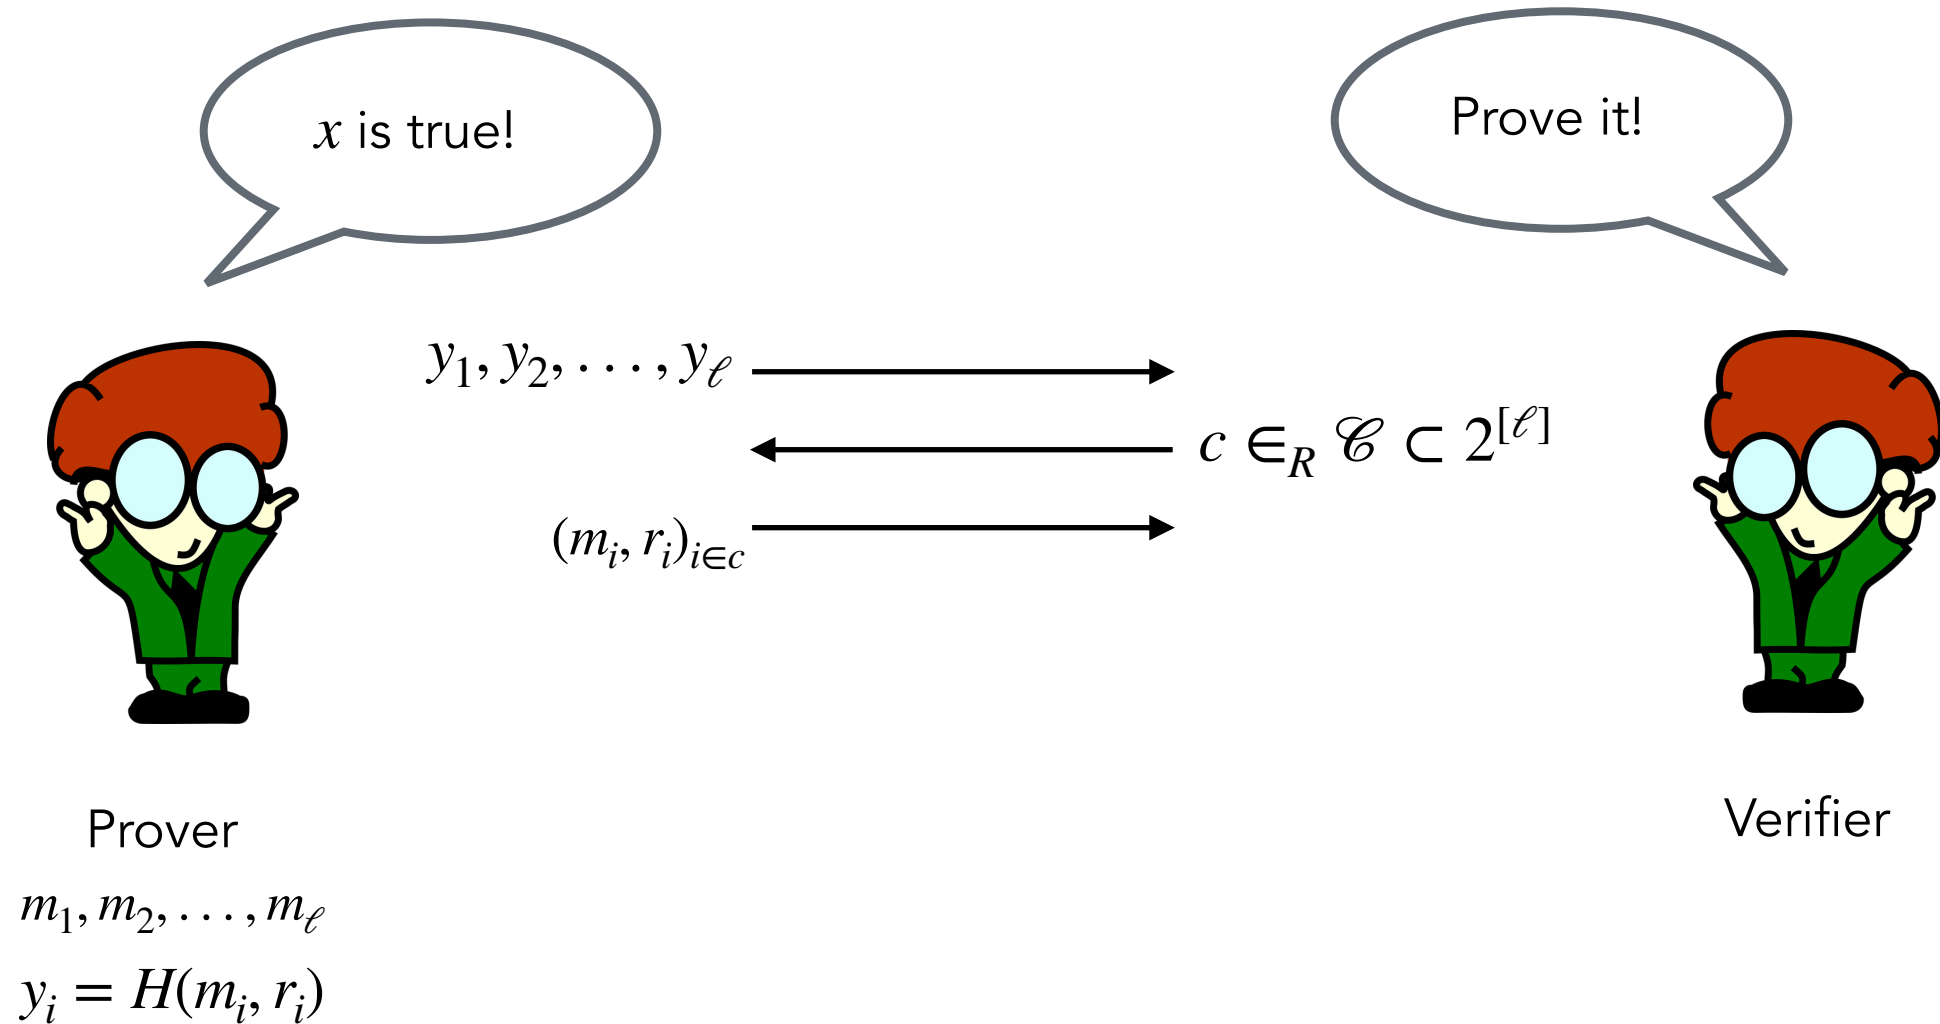 x is true!
Prove it!
y₁, y₂, . . . , y_ℓ
c ∈_R 𝒞 ⊂ 2^[ℓ]
(m_i, r_i)_{i∈c}
Prover
Verifier
m₁, m₂, . . . , m_ℓ
y_i = H(m_i, r_i)